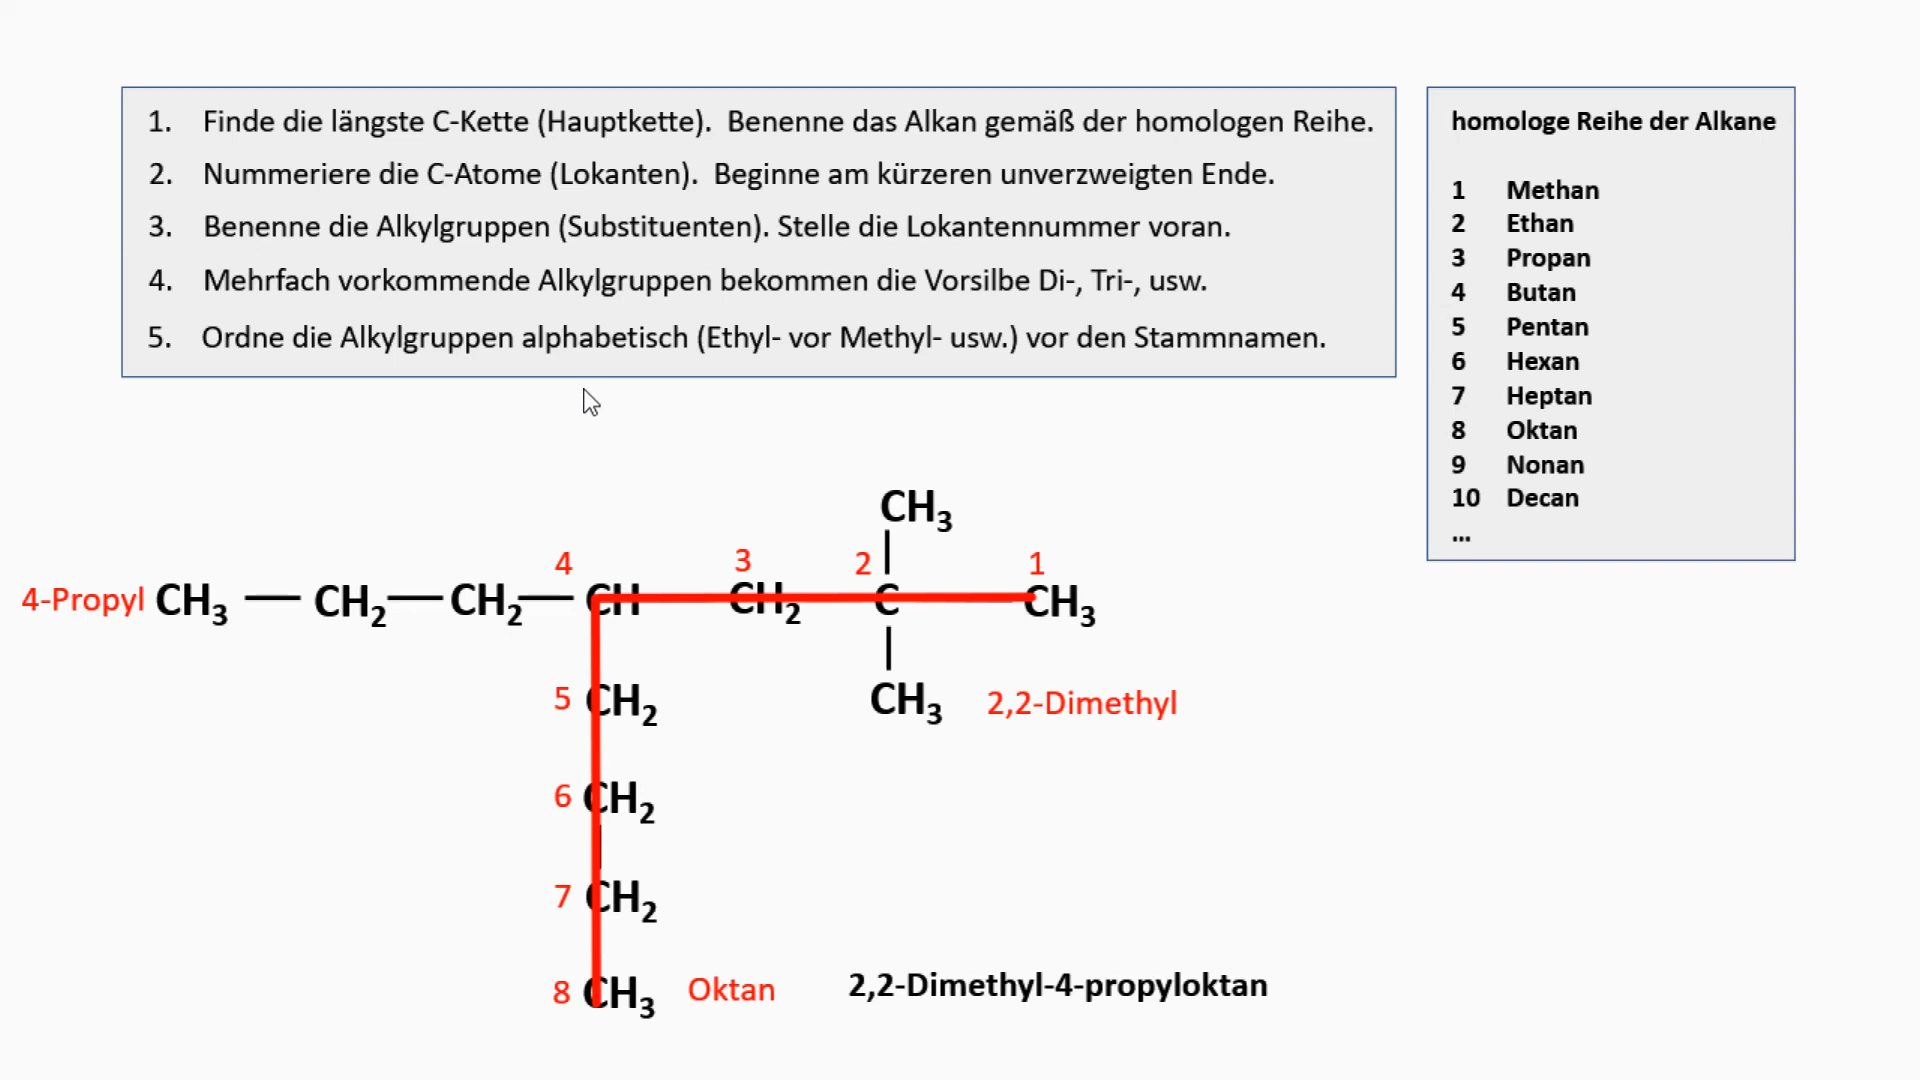 1. Finde die längste C-Kette (Hauptkette). Benenne das Alkan gemäß der homologen Reihe.
2. Nummeriere die C-Atome (Lokanten). Beginne am kürzeren unverzweigten Ende.
3. Benenne die Alkylgruppen (Substituenten). Stelle die Lokantennummer voran.
4. Mehrfach vorkommende Alkylgruppen bekommen die Vorsilbe Di-, Tri-, usw.
5. Ordne die Alkylgruppen alphabetisch (Ethyl- vor Methyl- usw.) vor den Stammnamen.
homologe Reihe der Alkane
1 Methan
2 Ethan
3 Propan
4 Butan
5 Pentan
6 Hexan
7 Heptan
8 Oktan
9 Nonan
10 Decan
...
CH₃
4 3 2 1
4-Propyl CH₃ — CH₂ — CH₂ — CH CH₂ C CH₃
5 CH₂ CH₃ 2,2-Dimethyl
6 CH₂
7 CH₂
8 CH₃ Oktan 2,2-Dimethyl-4-propyloktan